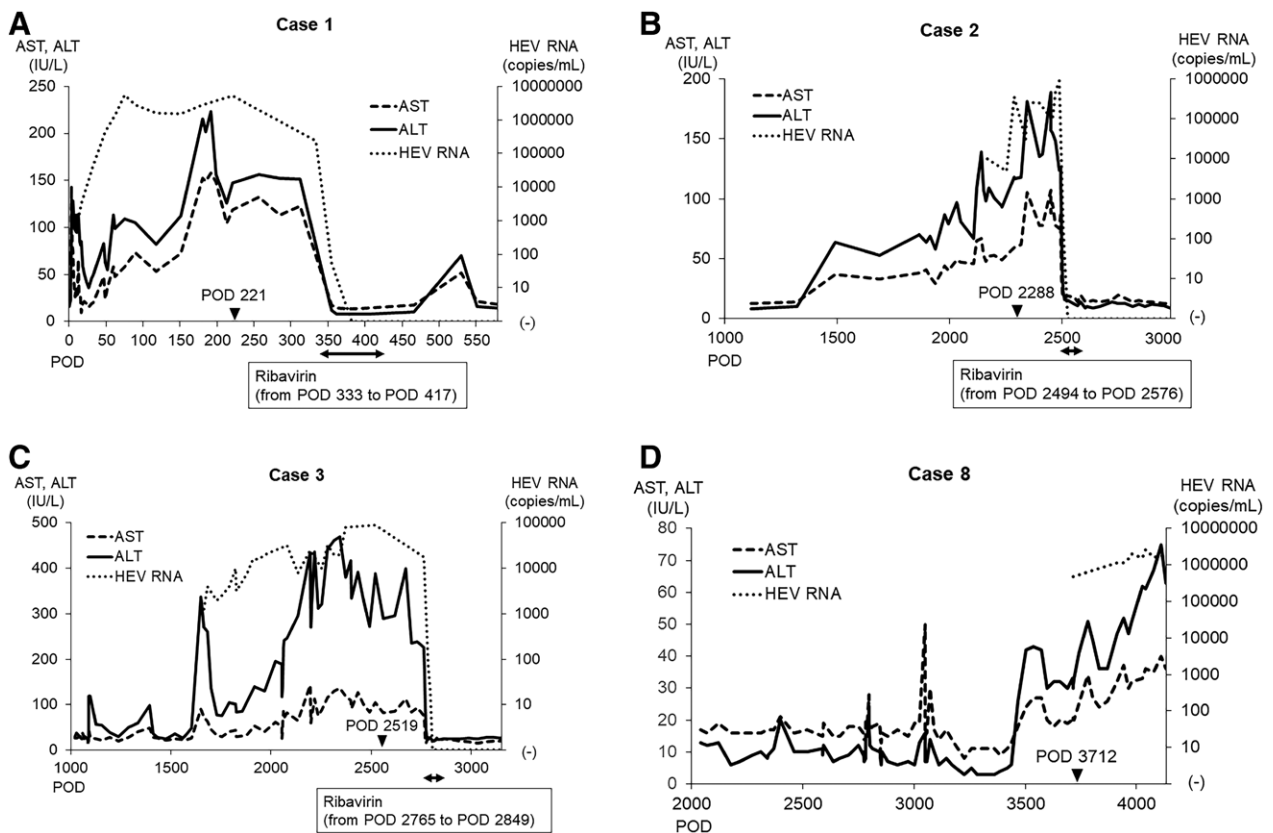 A
Case 1
AST, ALT
(IU/L)
HEV RNA
(copies/mL)
250
200
150
100
50
0
10000000
1000000
100000
10000
1000
100
10
(-)
AST
ALT
HEV RNA
POD 221
0 50 100 150 200 250 300 350 400 450 500 550
POD
Ribavirin
(from POD 333 to POD 417)
B
Case 2
AST, ALT
(IU/L)
HEV RNA
(copies/mL)
200
150
100
50
0
1000000
100000
10000
1000
100
10
(-)
AST
ALT
HEV RNA
POD 2288
1000 1500 2000 2500 3000
POD
Ribavirin
(from POD 2494 to POD 2576)
C
Case 3
AST, ALT
(IU/L)
HEV RNA
(copies/mL)
500
400
300
200
100
0
100000
10000
1000
100
10
(-)
AST
ALT
HEV RNA
POD 2519
1000 1500 2000 2500 3000
POD
Ribavirin
(from POD 2765 to POD 2849)
D
Case 8
AST, ALT
(IU/L)
HEV RNA
(copies/mL)
80
70
60
50
40
30
20
10
0
10000000
1000000
100000
10000
1000
100
10
(-)
AST
ALT
HEV RNA
POD 3712
2000 2500 3000 3500 4000
POD